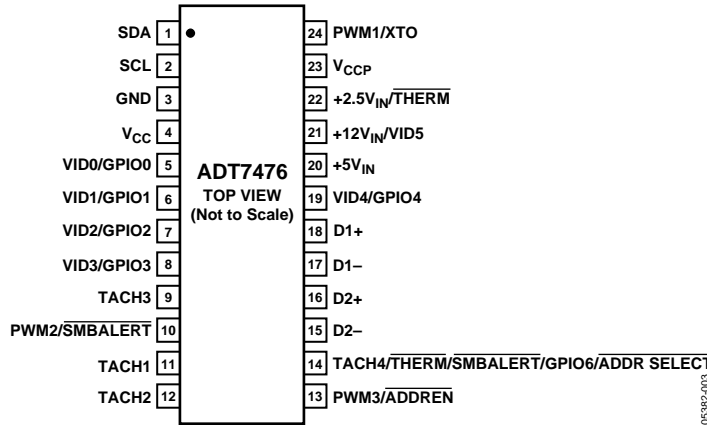 SDA 1
SCL 2
GND 3
VCC 4
VID0/GPIO0 5
VID1/GPIO1 6
VID2/GPIO2 7
VID3/GPIO3 8
TACH3 9
PWM2/SMBALERT 10
TACH1 11
TACH2 12
ADT7476
TOP VIEW
(Not to Scale)
24 PWM1/XTO
23 VCCP
22 +2.5VIN/THERM
21 +12VIN/VID5
20 +5VIN
19 VID4/GPIO4
18 D1+
17 D1–
16 D2+
15 D2–
14 TACH4/THERM/SMBALERT/GPIO6/ADDR SELECT
13 PWM3/ADDREN
05382-003